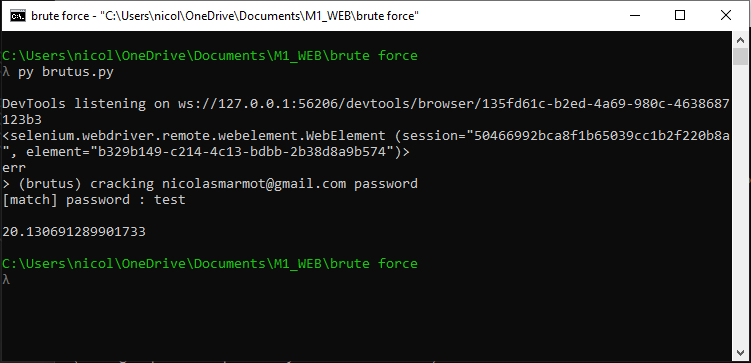 brute force - "C:\Users\nicol\OneDrive\Documents\M1_WEB\brute force"
C:\Users\nicol\OneDrive\Documents\M1_WEB\brute force
λ py brutus.py
DevTools listening on ws://127.0.0.1:56206/devtools/browser/135fd61c-b2ed-4a69-980c-4638687
123b3
<selenium.webdriver.remote.webelement.WebElement (session="50466992bca8f1b65039cc1b2f220b8a
", element="b329b149-c214-4c13-bdbb-2b38d8a9b574")>
err
> (brutus) cracking nicolasmarmot@gmail.com password
[match] password : test
20.130691289901733
C:\Users\nicol\OneDrive\Documents\M1_WEB\brute force
λ